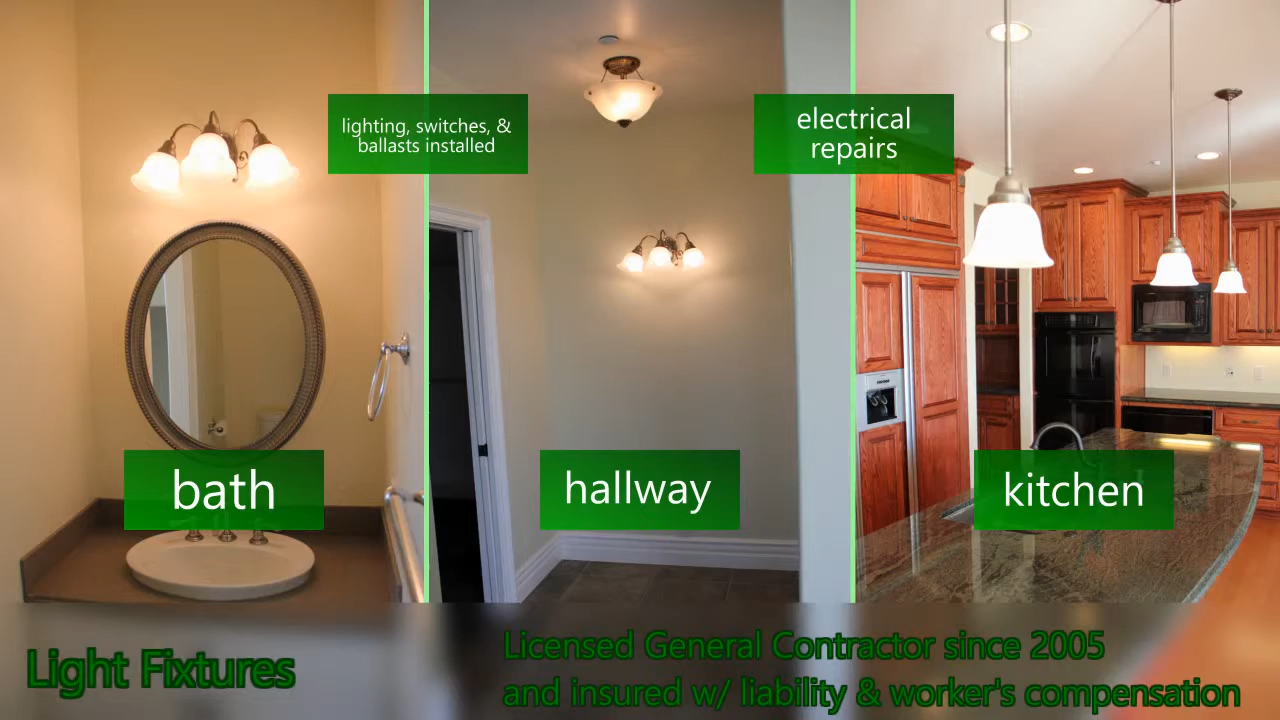 lighting, switches, &
ballasts installed
electrical
repairs
bath
hallway
kitchen
Light Fixtures
Licensed General Contractor since 2005
and insured w/ liability & worker's compensation